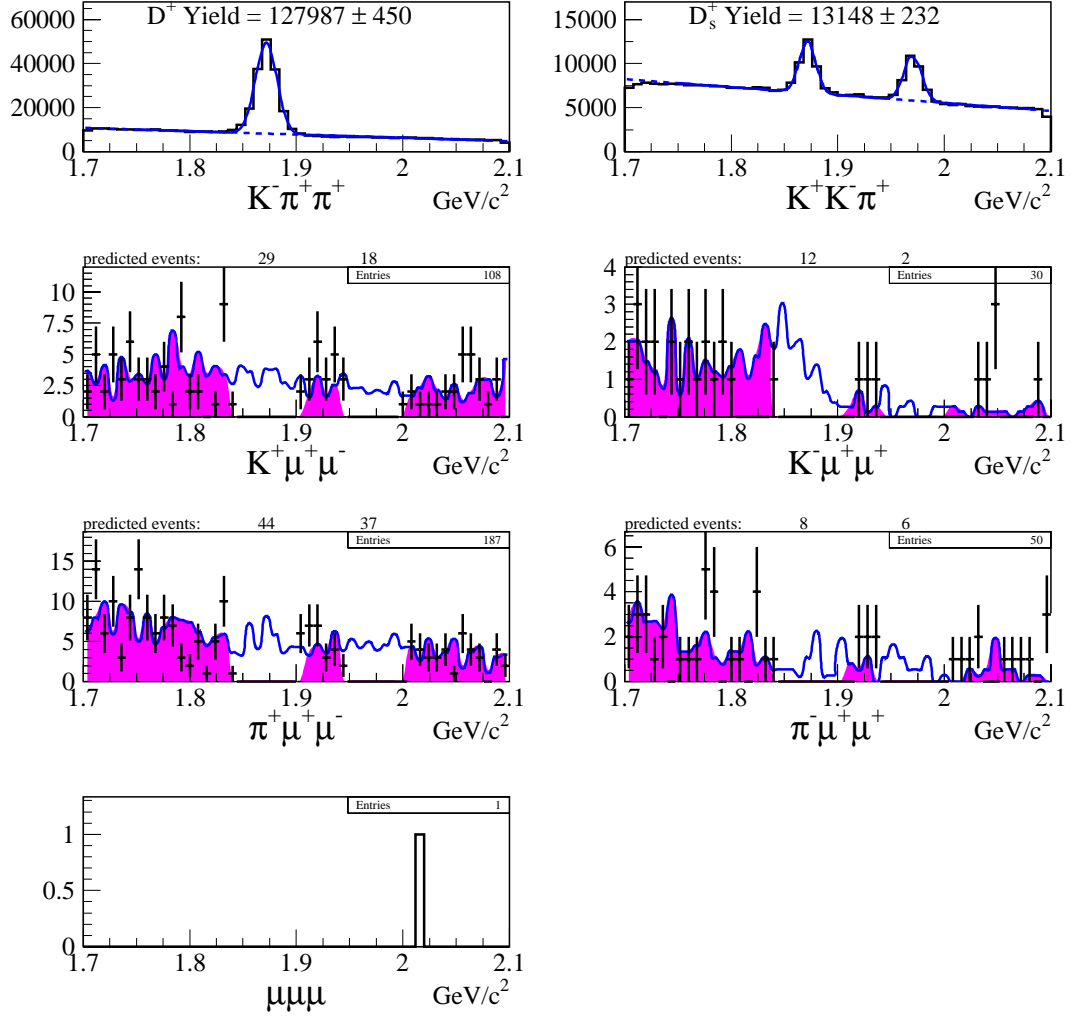 D⁺ Yield = 127987 ± 450
60000
40000
20000
0
1.7 1.8 1.9 2 2.1
K⁻π⁺π⁺ GeV/c²
Dₛ⁺ Yield = 13148 ± 232
15000
10000
5000
0
1.7 1.8 1.9 2 2.1
K⁺K⁻π⁺ GeV/c²
predicted events: 29 18
Entries 108
10
7.5
5
2.5
0
1.7 1.8 1.9 2 2.1
K⁺μ⁺μ⁻ GeV/c²
predicted events: 12 2
Entries 30
4
3
2
1
0
1.7 1.8 1.9 2 2.1
K⁻μ⁺μ⁺ GeV/c²
predicted events: 44 37
Entries 187
15
10
5
0
1.7 1.8 1.9 2 2.1
π⁺μ⁺μ⁻ GeV/c²
predicted events: 8 6
Entries 50
6
4
2
0
1.7 1.8 1.9 2 2.1
π⁻μ⁺μ⁺ GeV/c²
Entries 1
1
0.5
0
1.7 1.8 1.9 2 2.1
μμμ GeV/c²